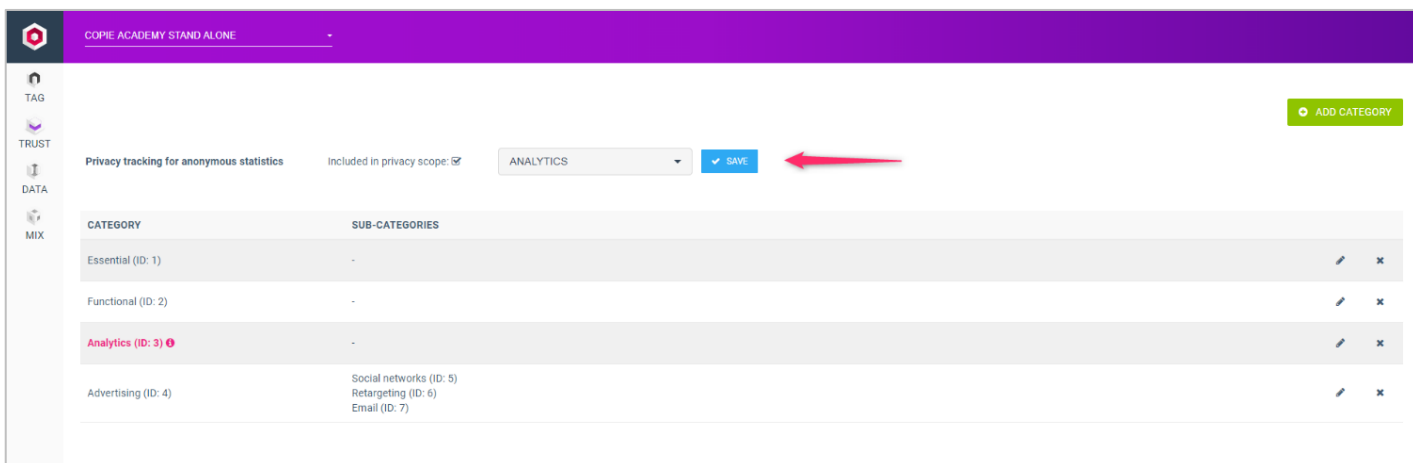 COPIE ACADEMY STAND ALONE
TAG
TRUST
DATA
MIX
ADD CATEGORY
Privacy tracking for anonymous statistics Included in privacy scope: ANALYTICS SAVE
CATEGORY SUB-CATEGORIES
Essential (ID: 1) -
Functional (ID: 2) -
Analytics (ID: 3) -
Advertising (ID: 4)
Social networks (ID: 5)
Retargeting (ID: 6)
Email (ID: 7)